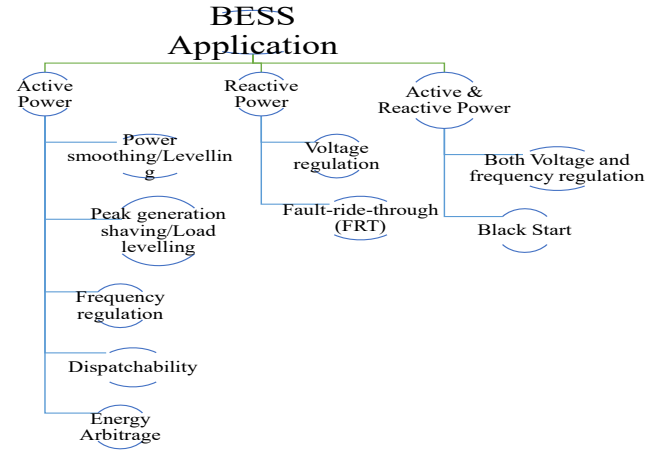 BESS
Application
Active
Power
Reactive
Power
Active &
Reactive Power
Power
smoothing/Levellin
g
Peak generation
shaving/Load
levelling
Frequency
regulation
Dispatchability
Energy
Arbitrage
Voltage
regulation
Fault-ride-through
(FRT)
Both Voltage and
frequency regulation
Black Start